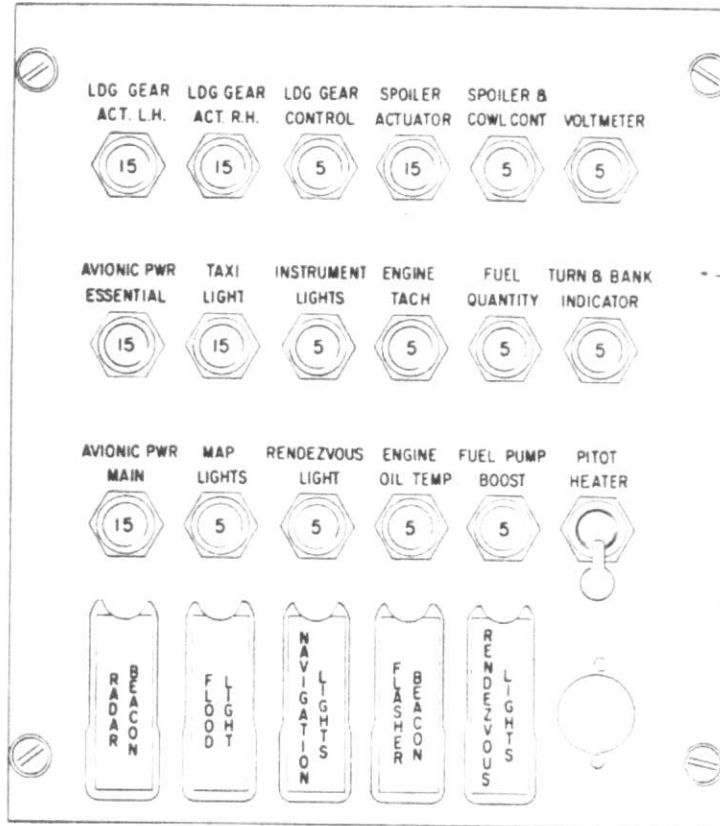 LDG GEAR LDG GEAR LDG GEAR SPOILER SPOILER &
ACT. L.H. ACT. R.H. CONTROL ACTUATOR COWL CONT VOLTMETER
15 15 5 15 5 5
AVIONIC PWR TAXI INSTRUMENT ENGINE FUEL TURN & BANK
ESSENTIAL LIGHT LIGHTS TACH QUANTITY INDICATOR
15 15 5 5 5 5
AVIONIC PWR MAP RENDEZVOUS ENGINE FUEL PUMP PITOT
MAIN LIGHTS LIGHT OIL TEMP BOOST HEATER
15 5 5 5 5
RADAR
BEACON
FLOOD
LIGHT
NAVIGATION
LIGHTS
FLASHER
BEACON
RENDEZVOUS
LIGHTS